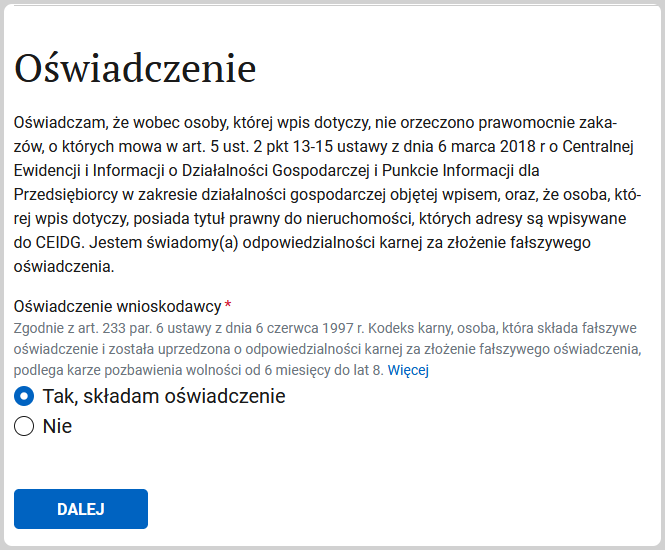 Oświadczenie
Oświadczam, że wobec osoby, której wpis dotyczy, nie orzeczono prawomocnie zaka-
zów, o których mowa w art. 5 ust. 2 pkt 13-15 ustawy z dnia 6 marca 2018 r o Centralnej
Ewidencji i Informacji o Działalności Gospodarczej i Punkcie Informacji dla
Przedsiębiorcy w zakresie działalności gospodarczej objętej wpisem, oraz, że osoba, któ-
rej wpis dotyczy, posiada tytuł prawny do nieruchomości, których adresy są wpisywane
do CEIDG. Jestem świadomy(a) odpowiedzialności karnej za złożenie fałszywego
oświadczenia.
Oświadczenie wnioskodawcy *
Zgodnie z art. 233 par. 6 ustawy z dnia 6 czerwca 1997 r. Kodeks karny, osoba, która składa fałszywe
oświadczenie i została uprzedzona o odpowiedzialności karnej za złożenie fałszywego oświadczenia,
podlega karze pozbawienia wolności od 6 miesięcy do lat 8. Więcej
Tak, składam oświadczenie
Nie
DALEJ